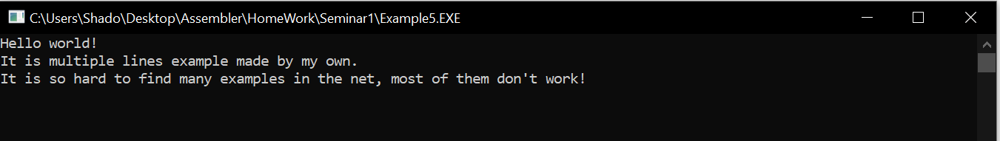 C:\Users\Shado\Desktop\Assembler\HomeWork\Seminar1\Example5.EXE
Hello world!
It is multiple lines example made by my own.
It is so hard to find many examples in the net, most of them don't work!